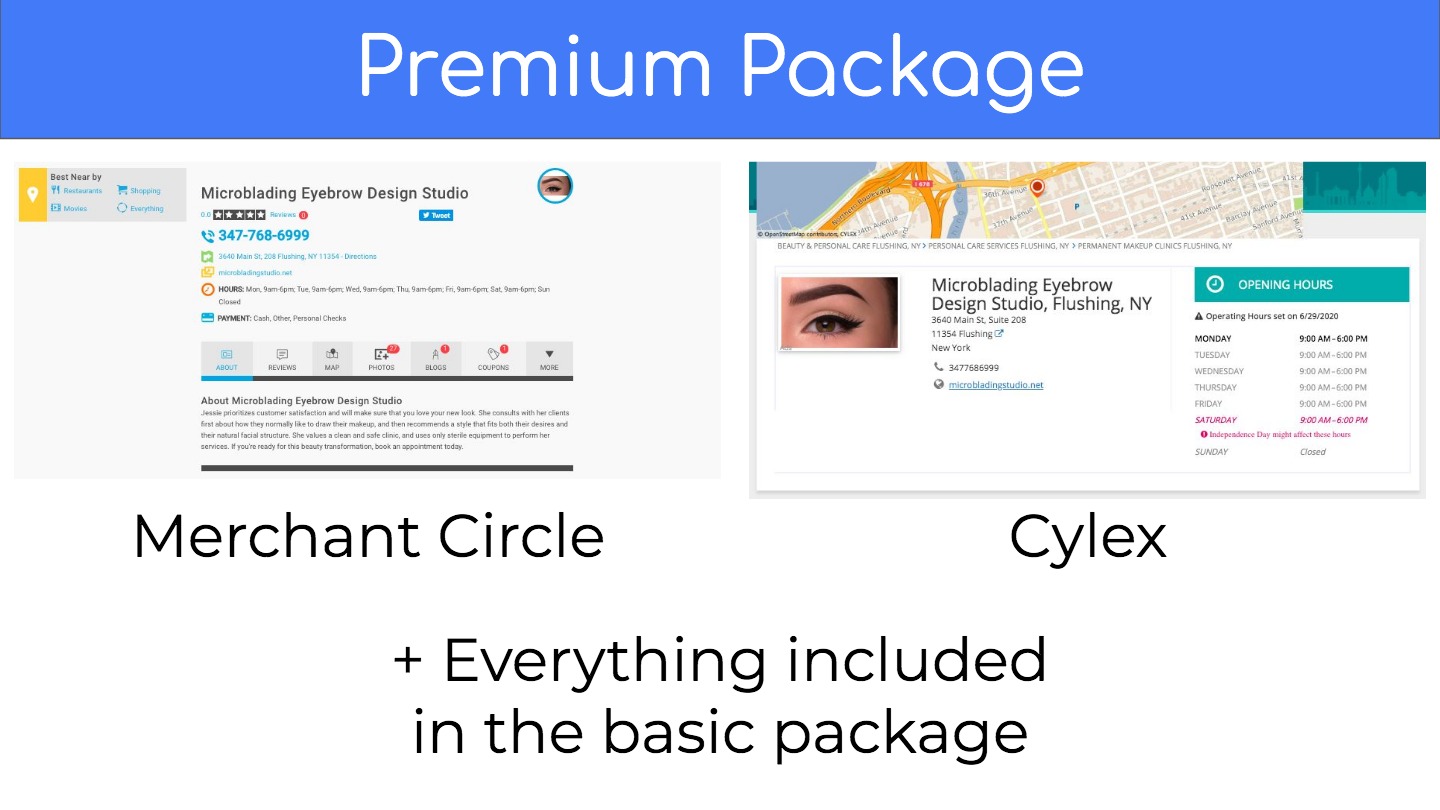 Premium Package
Best Near by
Restaurants
Shopping
Movies
Everything
Microblading Eyebrow Design Studio
0.0
Reviews 0
Tweet
347-768-6999
3640 Main St, 208 Flushing, NY 11354 - Directions
microbladingstudio.net
HOURS: Mon, 9am-6pm; Tue, 9am-6pm; Wed, 9am-6pm; Thu, 9am-6pm; Fri, 9am-6pm; Sat, 9am-6pm; Sun
Closed
PAYMENT: Cash, Other, Personal Checks
27
1
1
ABOUT
REVIEWS
MAP
PHOTOS
BLOGS
COUPONS
MORE
About Microblading Eyebrow Design Studio
Jessie prioritizes customer satisfaction and will make sure that you love your new look. She consults with her clients
first about how they normally like to draw their makeup, and then recommends a style that fits both their desires and
their natural facial structure. She values a clean and safe clinic, and uses only sterile equipment to perform her
services. If you're ready for this beauty transformation, book an appointment today.
Merchant Circle
I 678
36th Avenue
37th Avenue
Northern Boulevard
P
Roosevelt Avenue
41st A
41st Avenue
Barclay Avenue
Sanford Avenue
© OpenStreetMap contributors, CYLEX
BEAUTY & PERSONAL CARE FLUSHING, NY > PERSONAL CARE SERVICES FLUSHING, NY > PERMANENT MAKEUP CLINICS FLUSHING, NY
Ads
Microblading Eyebrow
Design Studio, Flushing, NY
3640 Main St, Suite 208
11354 Flushing
New York
3477686999
microbladingstudio.net
OPENING HOURS
Operating Hours set on 6/29/2020
MONDAY 9:00 AM – 6:00 PM
TUESDAY 9:00 AM – 6:00 PM
WEDNESDAY 9:00 AM – 6:00 PM
THURSDAY 9:00 AM – 6:00 PM
FRIDAY 9:00 AM – 6:00 PM
SATURDAY 9:00 AM – 6:00 PM
Independence Day might affect these hours
SUNDAY Closed
Cylex
+ Everything included
in the basic package